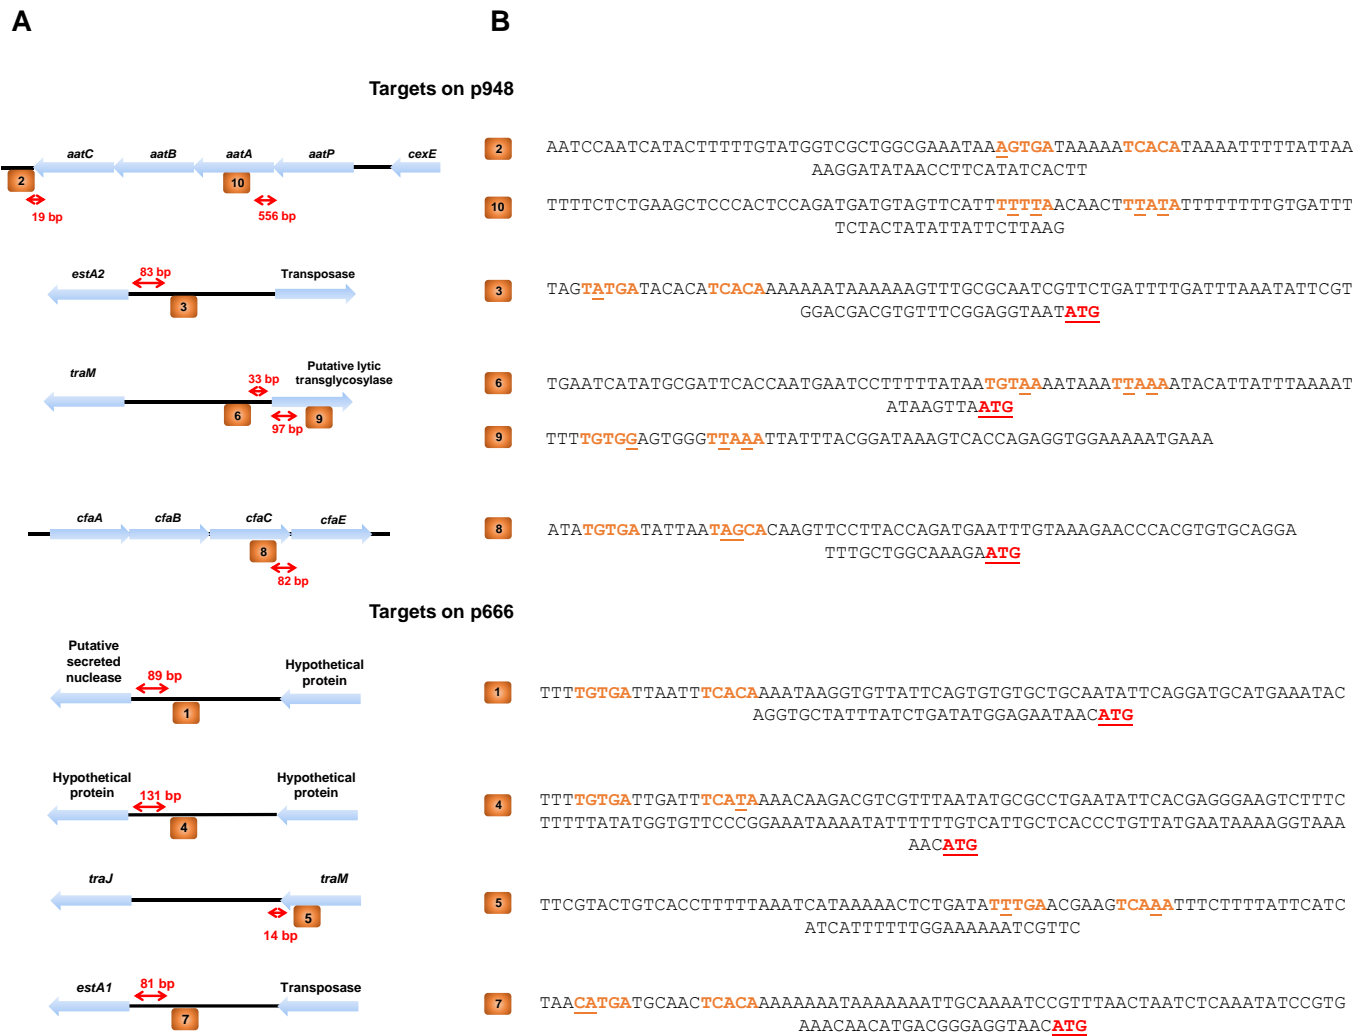 A
B
Targets on p948
aatC aatB aatA aatP cexE
2
10
19 bp
556 bp
2
AATCCAATCATACTTTTTGTATGGTCGCTGGCGAAATAAAGTGATAAAAATCACATAAAATTTTTATTAA
AAGGATATAACCTTCATATCACTT
10
TTTTCTCTGAAGCTCCCACTCCAGATGATGTAGTTCATTTTTTAACAACTTTATATTTTTTTTGTGATTT
TCTACTATATTATTCTTAAG
estA2
83 bp
Transposase
3
3
TAGTATGATACACATCACAAAAAAATAAAAAAGTTTGCGCAATCGTTCTGATTTTGATTTAAATATTCGT
GGACGACGTGTTTCGGAGGTAATATG
traM
33 bp
Putative lytic
transglycosylase
6
9
97 bp
6
TGAATCATATGCGATTCACCAATGAATCCTTTTTATAATGTAAAATAAATTAAAATACATTATTTAAAAT
ATAAGTTAATG
9
TTTTGTGGAGTGGGTTAAATTATTTACGGATAAAGTCACCAGAGGTGGAAAAATGAAA
cfaA cfaB cfaC cfaE
8
82 bp
8
ATATGTGATATTAATAGCACAAGTTCCTTACCAGATGAATTTGTAAAGAACCCACGTGTGCAGGA
TTTGCTGGCAAAGAATG
Targets on p666
Putative
secreted
nuclease
89 bp
Hypothetical
protein
1
1
TTTTGTGATTAATTTCACAAAATAAGGTGTTATTCAGTGTGTGCTGCAATATTCAGGATGCATGAAATAC
AGGTGCTATTTATCTGATATGGAGAATAACATG
Hypothetical
protein
131 bp
Hypothetical
protein
4
4
TTTTGTGATTGATTTCATAAAACAAGACGTCGTTTAATATGCGCCTGAATATTCACGAGGGAAGTCTTTC
TTTTTATATGGTGTTCCCGGAAATAAAATATTTTTTGTCATTGCTCACCCTGTTATGAATAAAAGGTAAA
AACATG
traJ
traM
5
14 bp
5
TTCGTACTGTCACCTTTTTAAATCATAAAAACTCTGATATTTGAACGAAGTCAAATTTCTTTTATTCATC
ATCATTTTTTGGAAAAAATCGTTC
estA1
81 bp
Transposase
7
7
TAACATGATGCAACTCACAAAAAAAATAAAAAAATTGCAAAATCCGTTTAACTAATCTCAAATATCCGTG
AAACAACATGACGGGAGGTAACATG